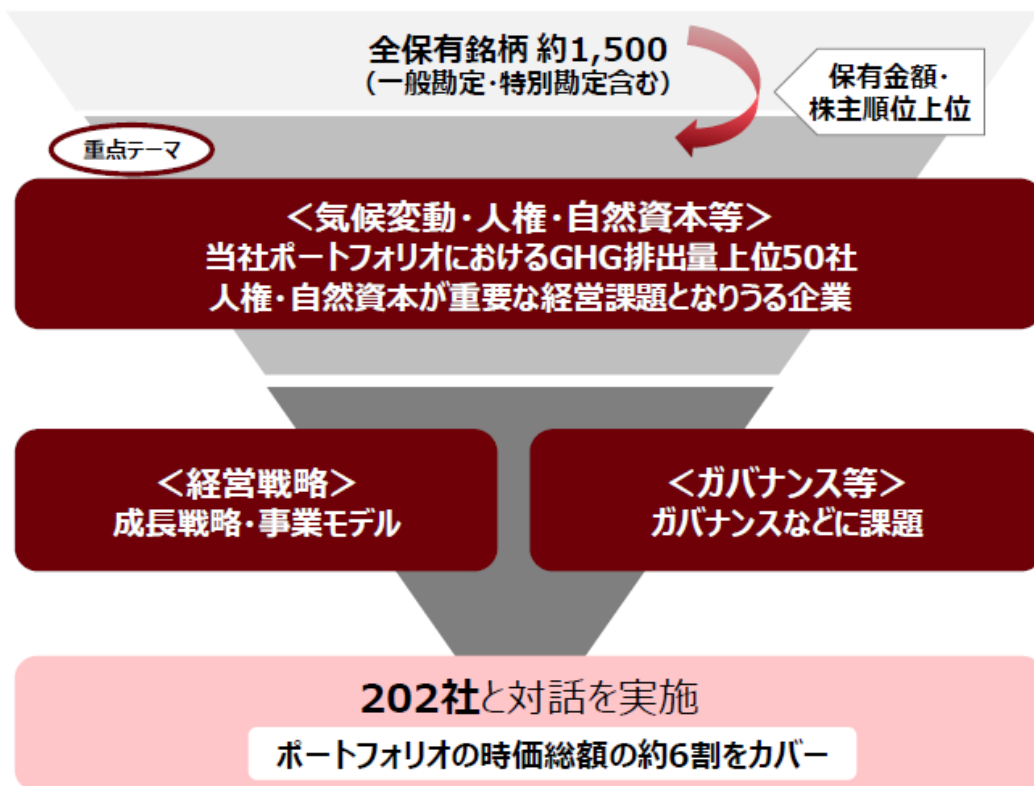 全保有銘柄 約1,500
(一般勘定・特別勘定含む)
保有金額・
株主順位上位
重点テーマ
＜気候変動・人権・自然資本等＞
当社ポートフォリオにおけるGHG排出量上位50社
人権・自然資本が重要な経営課題となりうる企業
＜経営戦略＞
成長戦略・事業モデル
＜ガバナンス等＞
ガバナンスなどに課題
202社と対話を実施
ポートフォリオの時価総額の約6割をカバー